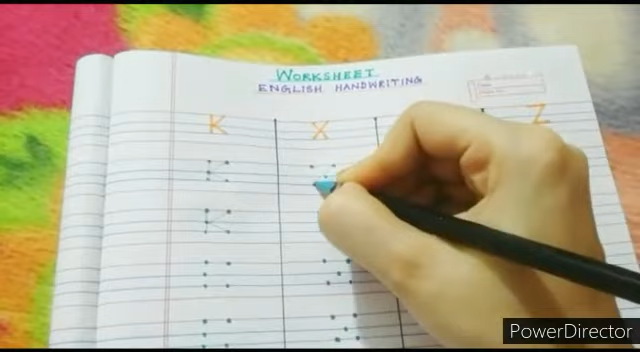 WORKSHEET
ENGLISH HANDWRITING
K X Z
K
K
PowerDirector